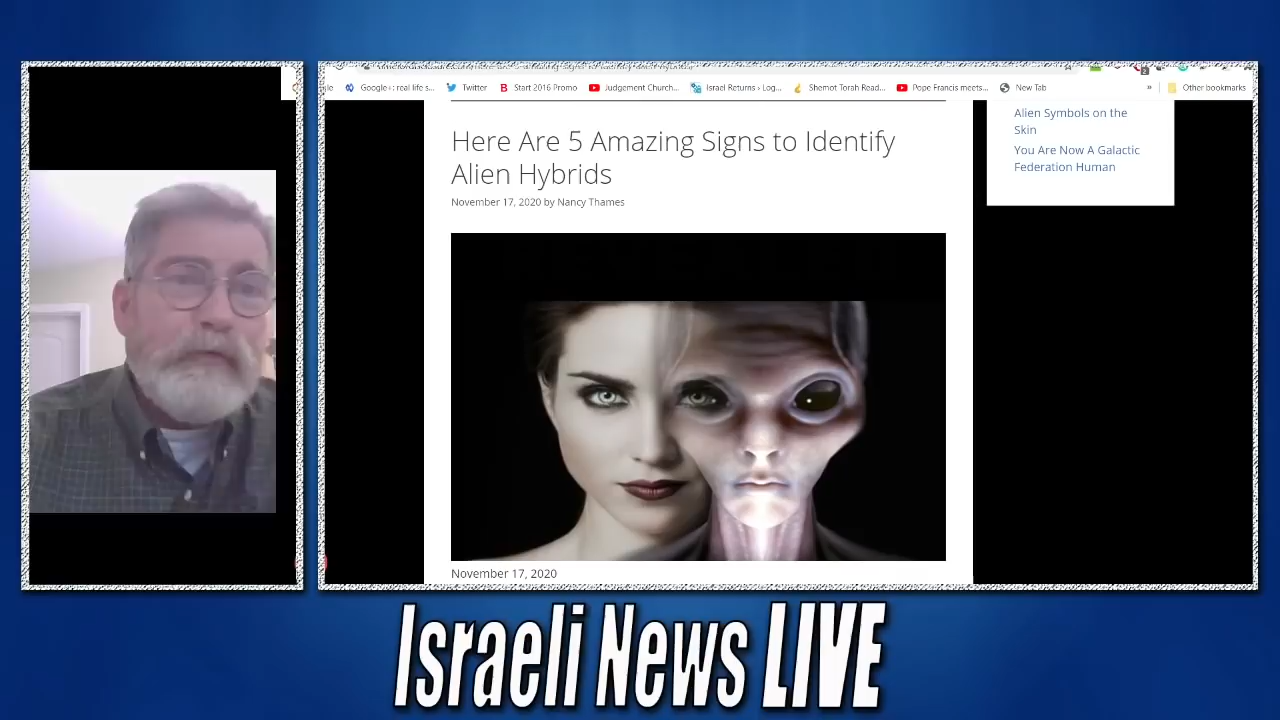 Google+: real life s...
Twitter
Start 2016 Promo
Judgement Church...
Israel Returns › Log...
Shemot Torah Read...
Pope Francis meets...
New Tab
»
Other bookmarks
Here Are 5 Amazing Signs to Identify
Alien Hybrids
November 17, 2020 by Nancy Thames
Alien Symbols on the
Skin
You Are Now A Galactic
Federation Human
November 17, 2020
Israeli News LIVE